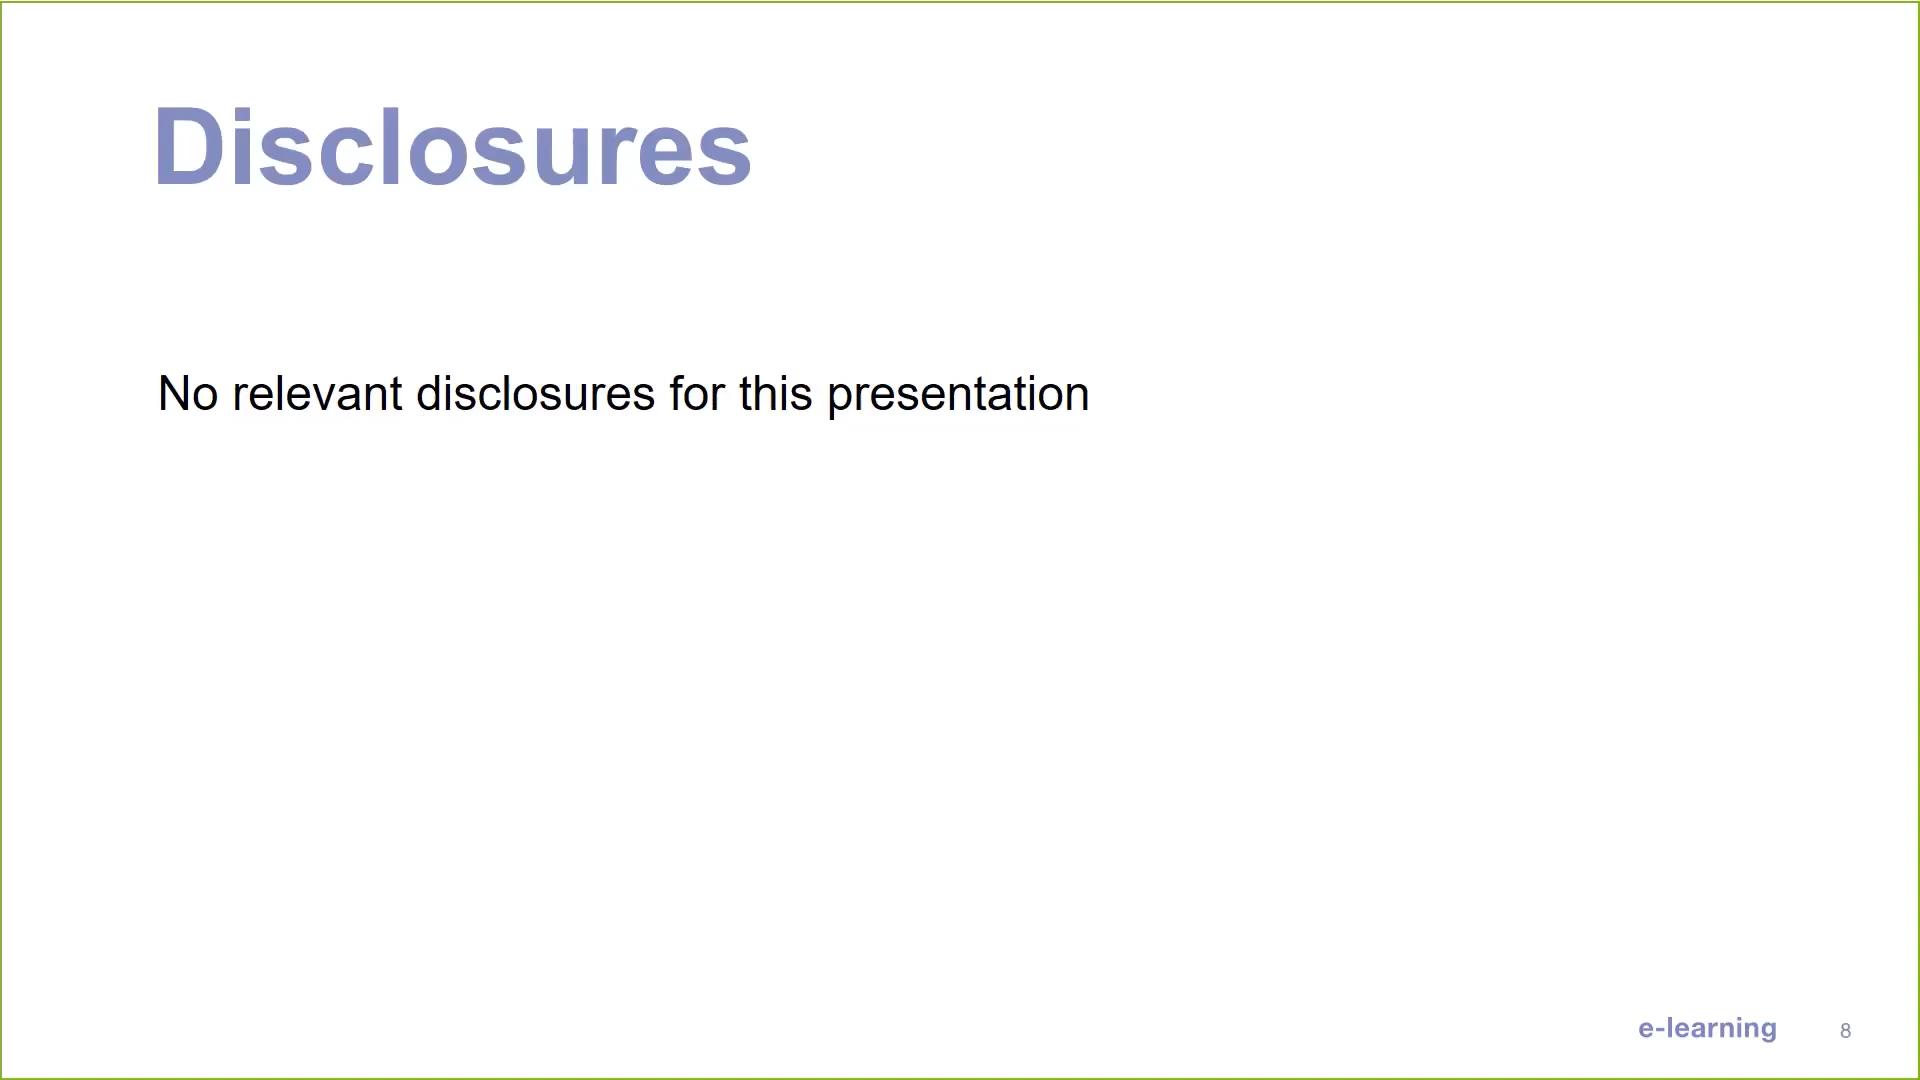 Disclosures
No relevant disclosures for this presentation
e-learning
8